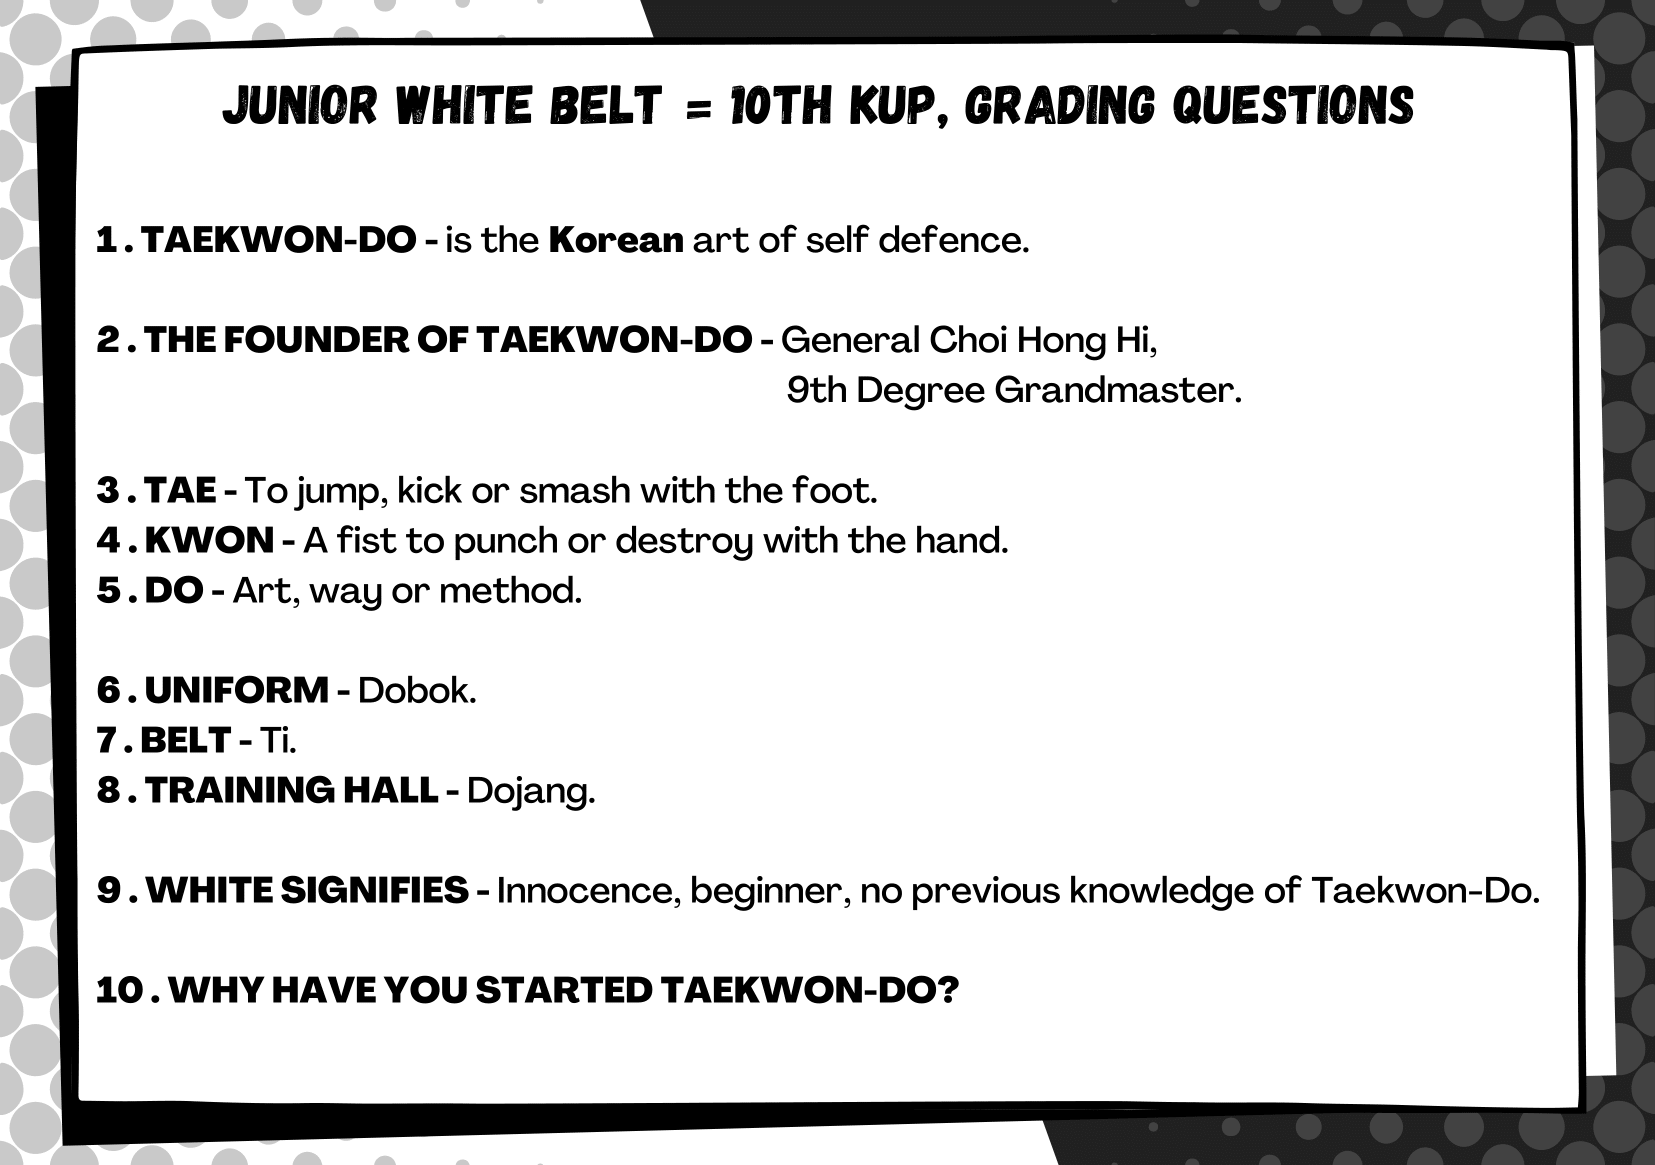 JUNIOR WHITE BELT = 10TH KUP, GRADING QUESTIONS
1. TAEKWON-DO - is the Korean art of self defence.
2. THE FOUNDER OF TAEKWON-DO - General Choi Hong Hi,
9th Degree Grandmaster.
3. TAE - To jump, kick or smash with the foot.
4. KWON - A fist to punch or destroy with the hand.
5. DO - Art, way or method.
6. UNIFORM - Dobok.
7. BELT - Ti.
8. TRAINING HALL - Dojang.
9. WHITE SIGNIFIES - Innocence, beginner, no previous knowledge of Taekwon-Do.
10. WHY HAVE YOU STARTED TAEKWON-DO?